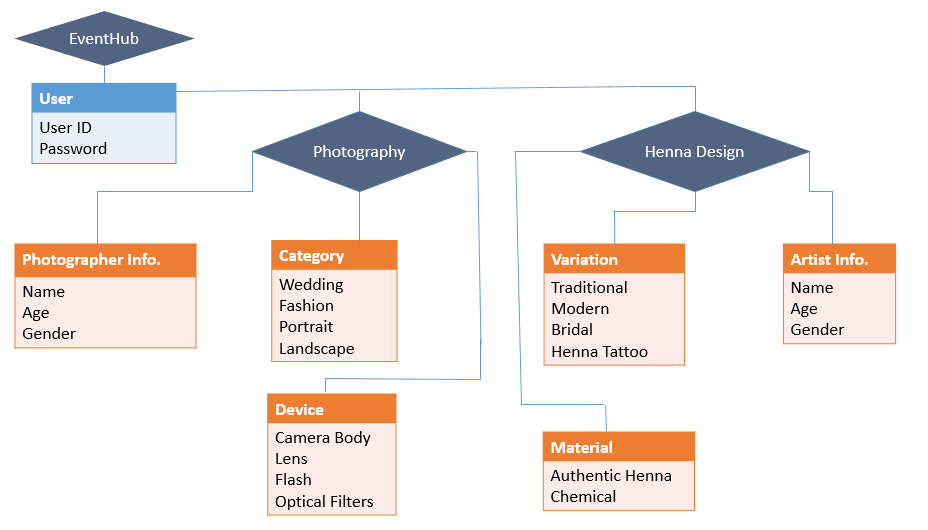 EventHub
User
User ID
Password
Photography
Henna Design
Photographer Info.
Name
Age
Gender
Category
Wedding
Fashion
Portrait
Landscape
Variation
Traditional
Modern
Bridal
Henna Tattoo
Artist Info.
Name
Age
Gender
Device
Camera Body
Lens
Flash
Optical Filters
Material
Authentic Henna
Chemical